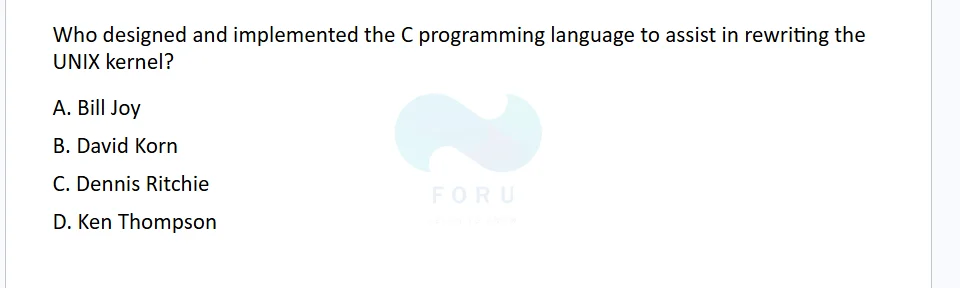 Who designed and implemented the C programming language to assist in rewriting the
UNIX kernel?
A. Bill Joy
B. David Korn
C. Dennis Ritchie
D. Ken Thompson
FORU